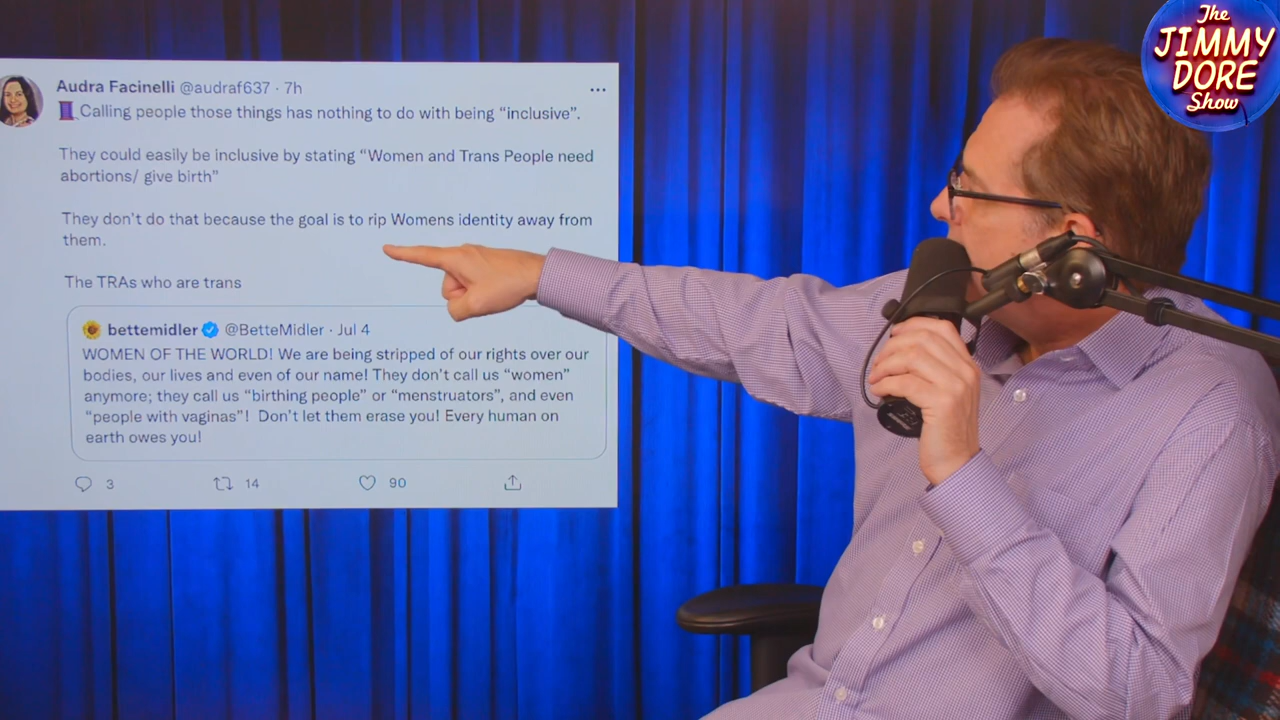 The
JIMMY
DORE
Show
Audra Facinelli @audraf637 · 7h
🧵Calling people those things has nothing to do with being “inclusive”.
They could easily be inclusive by stating “Women and Trans People need
abortions/ give birth”
They don't do that because the goal is to rip Womens identity away from
them.
The TRAs who are trans
bettemidler @BetteMidler · Jul 4
WOMEN OF THE WORLD! We are being stripped of our rights over our
bodies, our lives and even of our name! They don't call us “women”
anymore; they call us “birthing people” or “menstruators”, and even
“people with vaginas”! Don't let them erase you! Every human on
earth owes you!
3 14 90